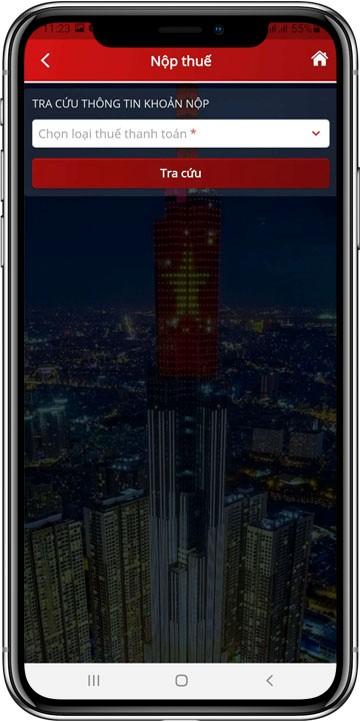 11:23
55%
Nộp thuế
TRA CỨU THÔNG TIN KHOẢN NỘP
Chọn loại thuế thanh toán *
Tra cứu